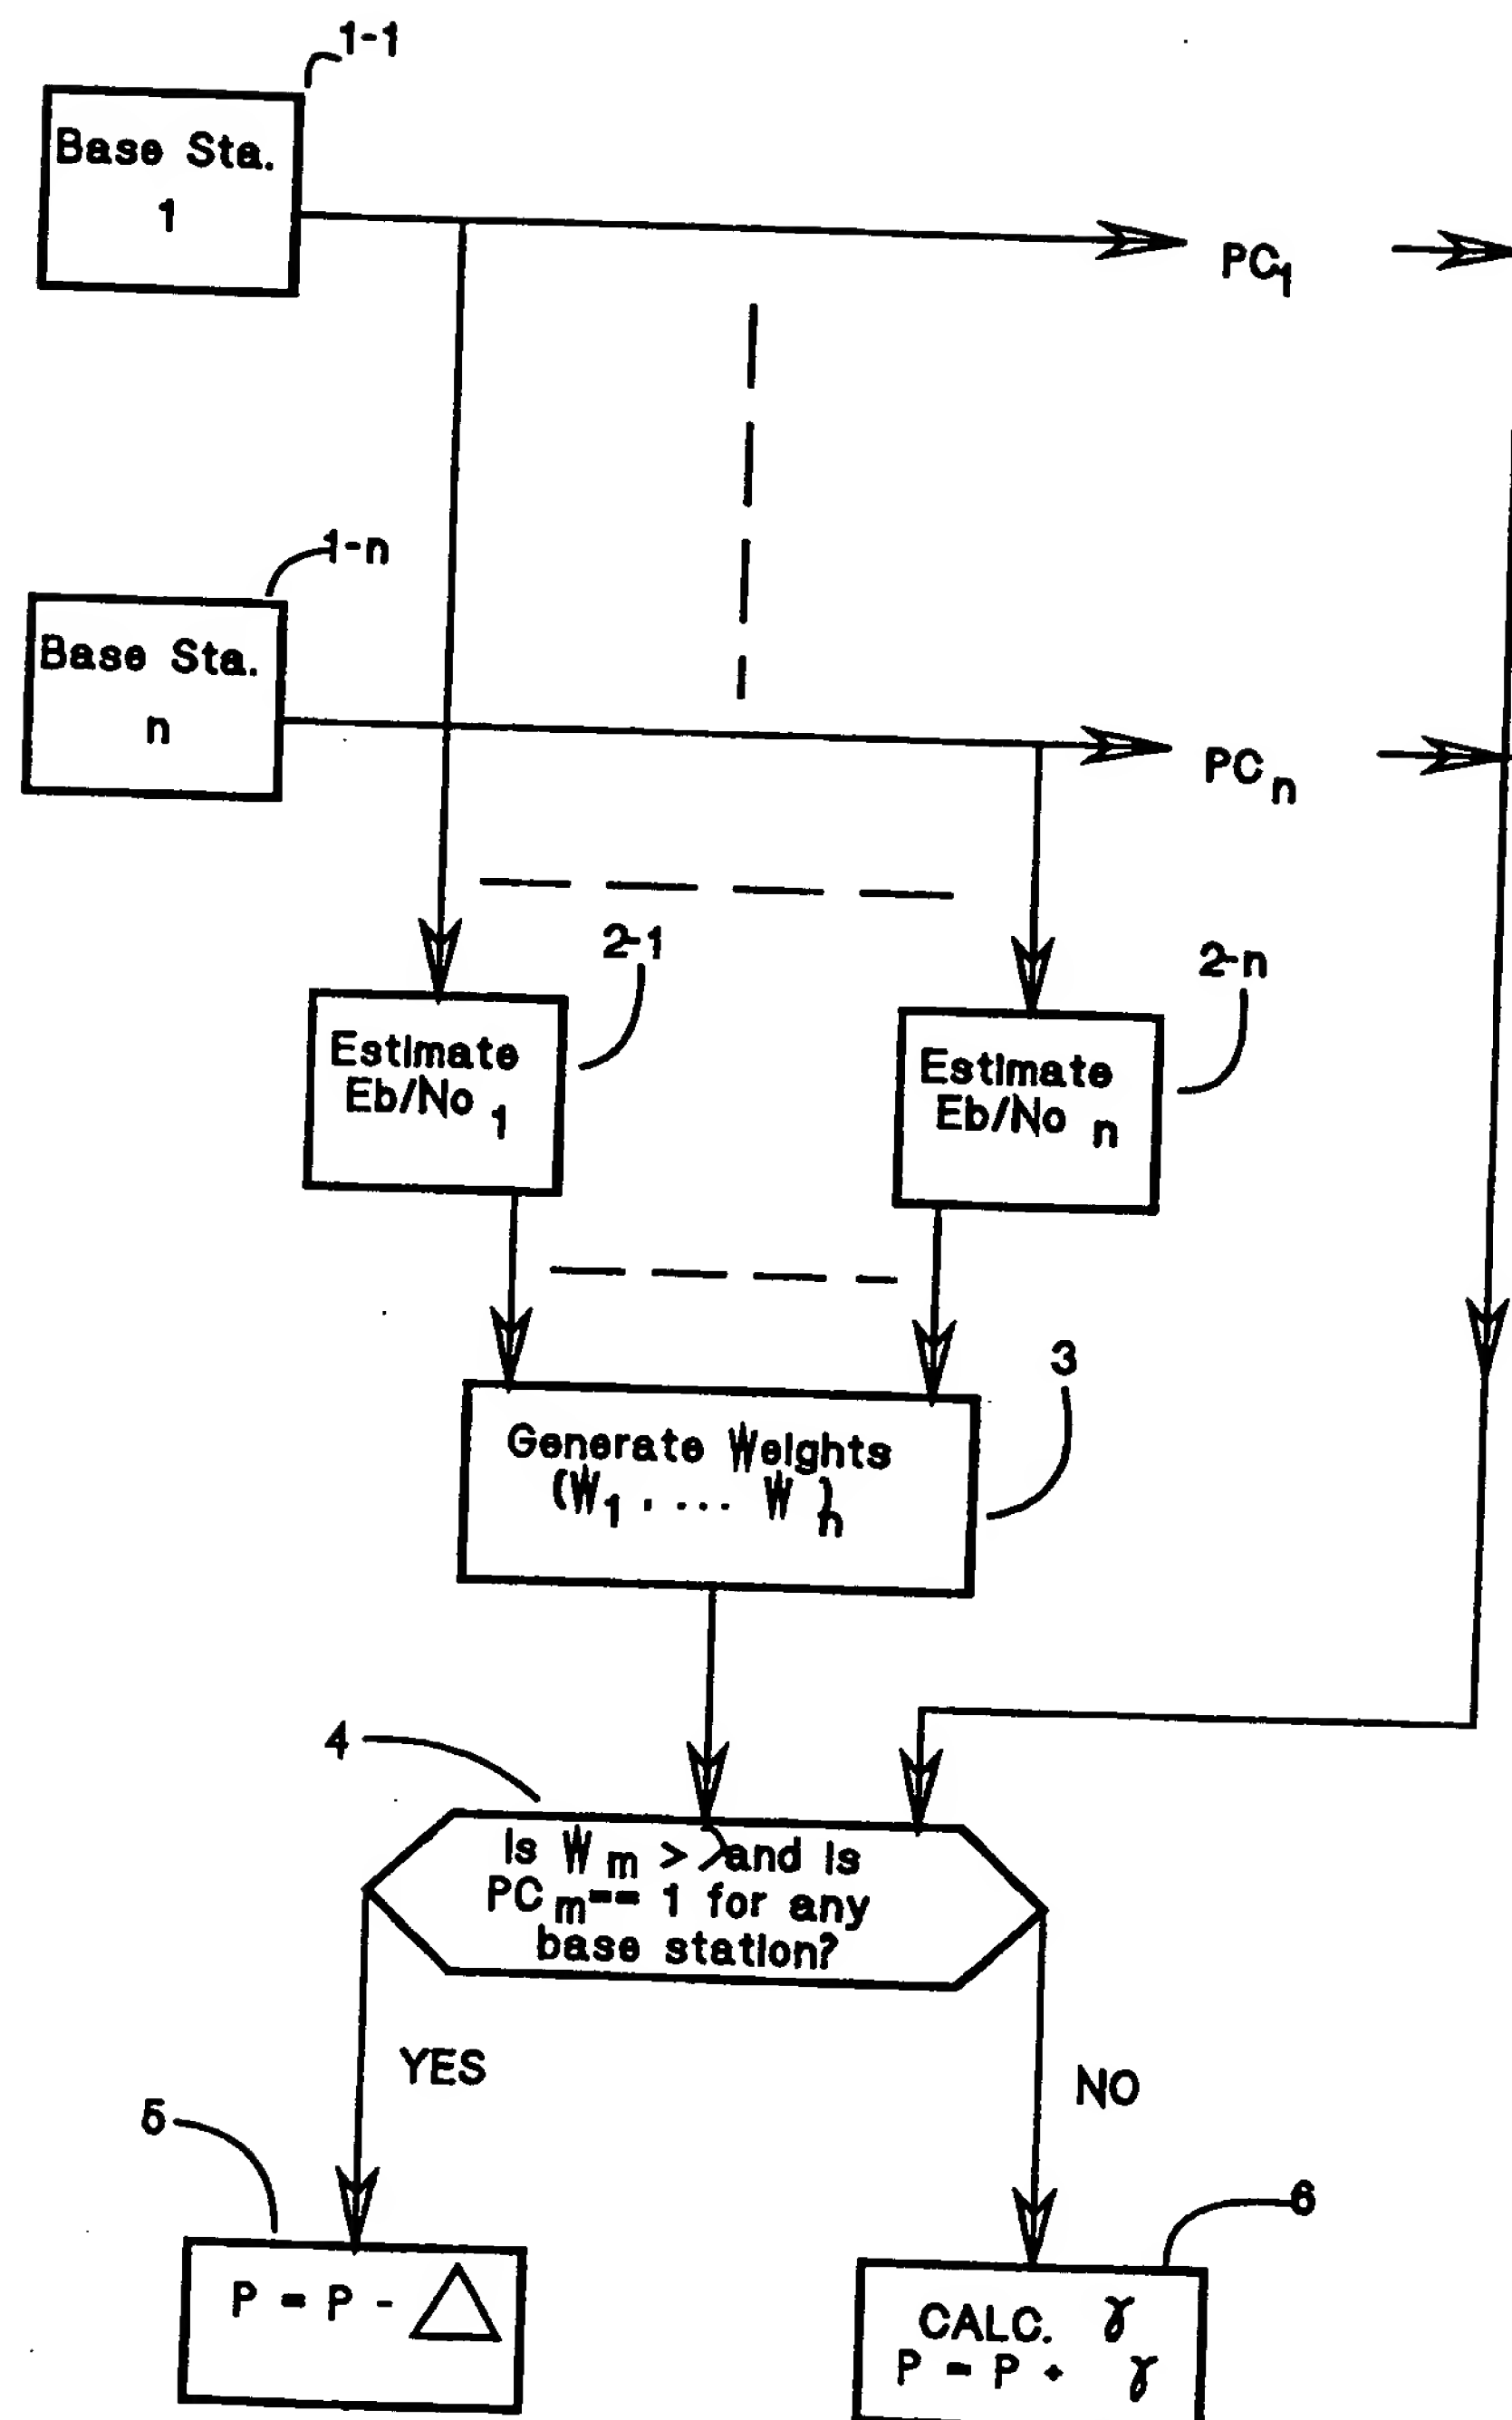 1-1
Base Sta.
1
PC1
1-n
Base Sta.
n
PCn
2-1
2-n
Estimate
Eb/No 1
Estimate
Eb/No n
3
Generate Weights
(W1 . ... W)n
4
Is Wm > λ and is
PCm== 1 for any
base station?
YES
NO
5
6
P = P - △
CALC. γ
P = P + γ